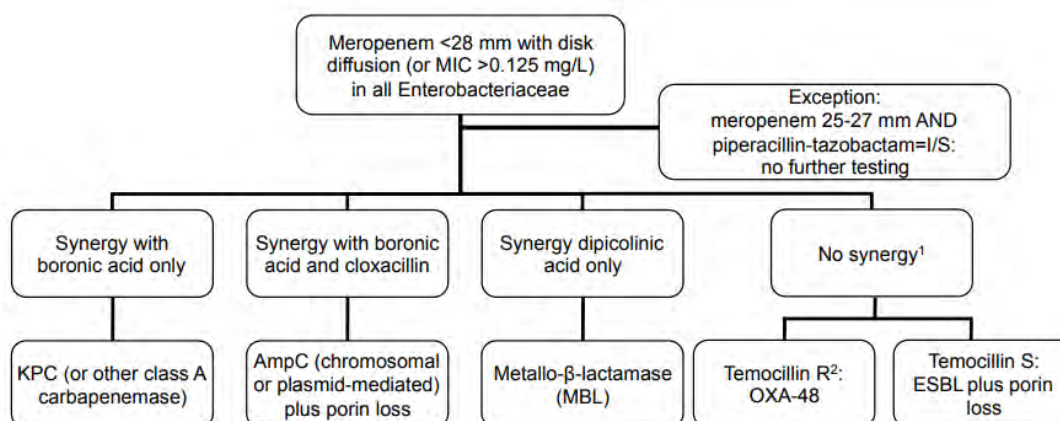 Meropenem <28 mm with disk
diffusion (or MIC >0.125 mg/L)
in all Enterobacteriaceae
Exception:
meropenem 25-27 mm AND
piperacillin-tazobactam=I/S:
no further testing
Synergy with
boronic acid only
Synergy with boronic
acid and cloxacillin
Synergy dipicolinic
acid only
No synergy¹
KPC (or other class A
carbapenemase)
AmpC (chromosomal
or plasmid-mediated)
plus porin loss
Metallo-β-lactamase
(MBL)
Temocillin R²:
OXA-48
Temocillin S:
ESBL plus porin
loss